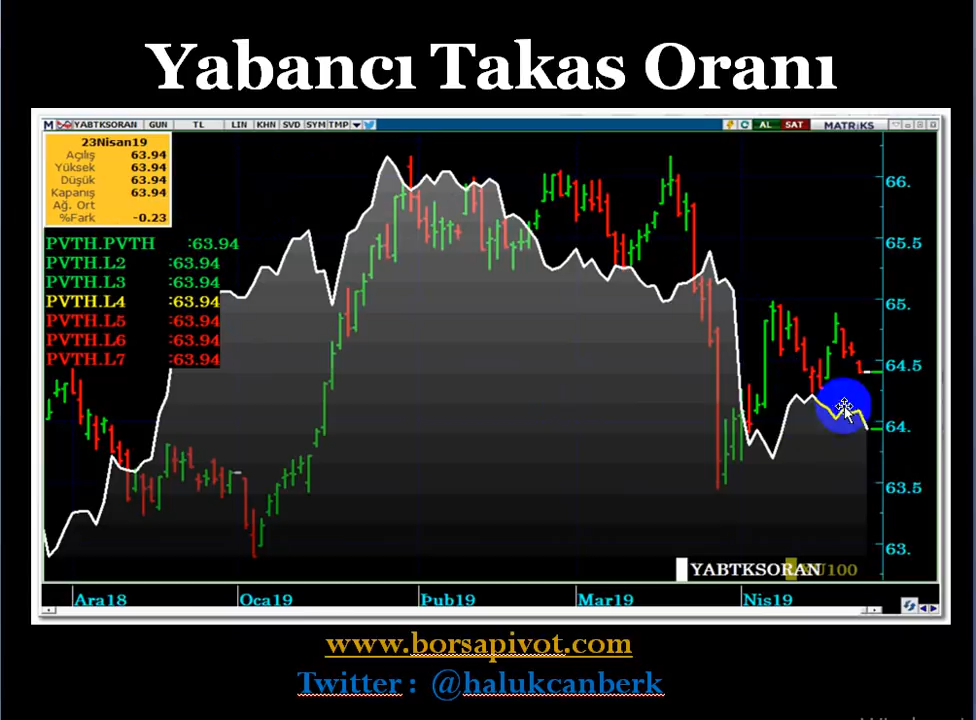 Yabancı Takas Oranı
M YABTKSORAN GUN TL LIN KHN SVD SYM TMP AL SAT MATRiKS
23Nisan19
Açılış 63.94
Yüksek 63.94
Düşük 63.94
Kapanış 63.94
Ağ. Ort
%Fark -0.23
PVTH.PVTH :63.94
PVTH.L2 :63.94
PVTH.L3 :63.94
PVTH.L4 :63.94
PVTH.L5 :63.94
PVTH.L6 :63.94
PVTH.L7 :63.94
66.
65.5
65.
64.5
64.
63.5
63.
YABTKSORAN U100
Ara18 Oca19 Þub19 Mar19 Nis19
www.borsapivot.com
Twitter : @halukcanberk